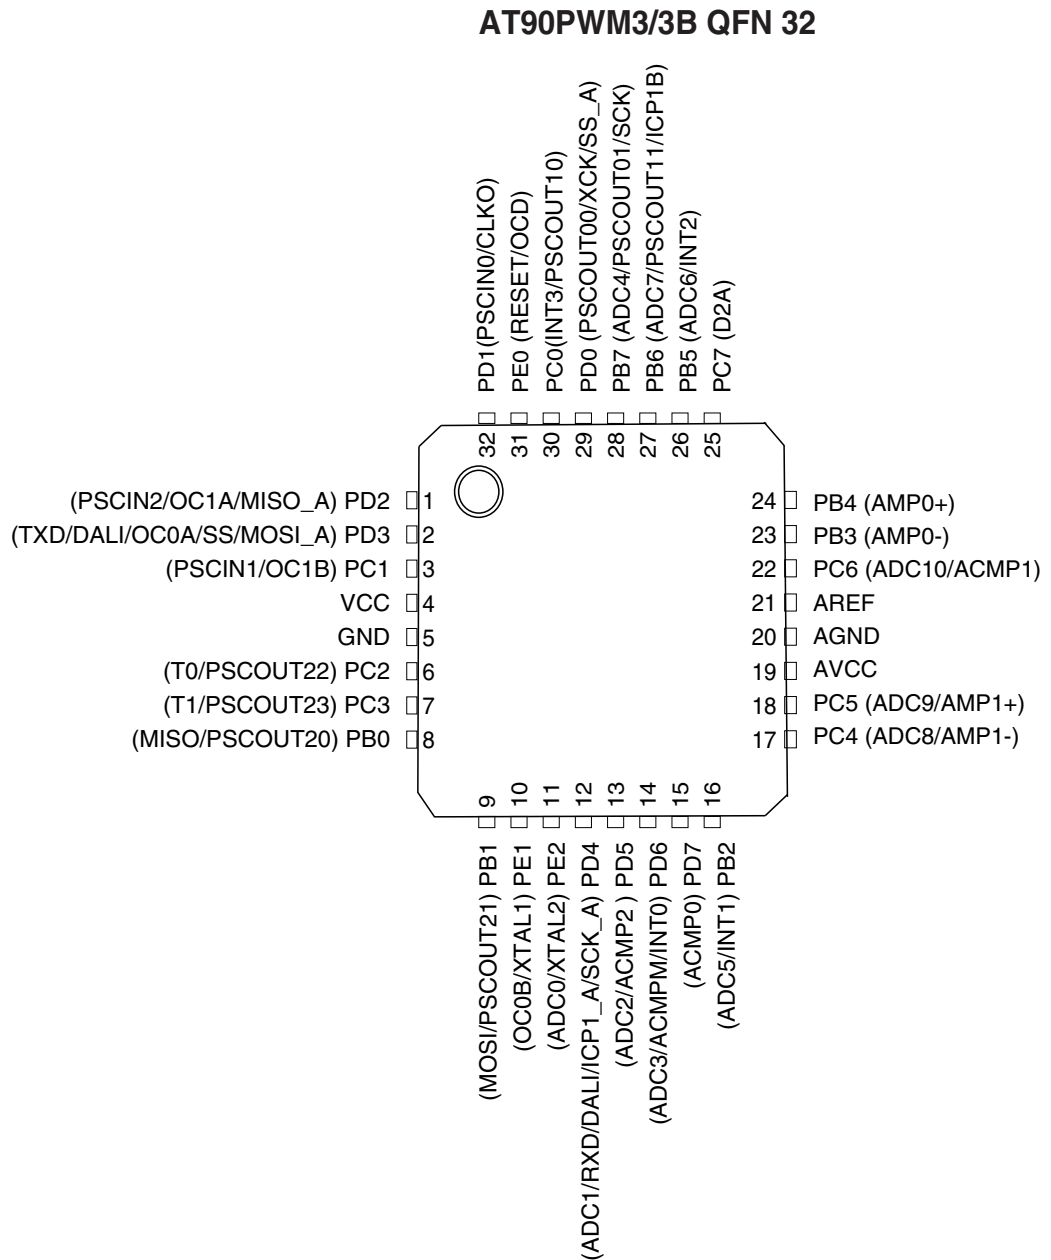 AT90PWM3/3B QFN 32
PD1(PSCIN0/CLKO)
PE0 (RESET/OCD)
PC0(INT3/PSCOUT10)
PD0 (PSCOUT00/XCK/SS_A)
PB7 (ADC4/PSCOUT01/SCK)
PB6 (ADC7/PSCOUT11/ICP1B)
PB5 (ADC6/INT2)
PC7 (D2A)
32
31
30
29
28
27
26
25
(PSCIN2/OC1A/MISO_A) PD2 1
(TXD/DALI/OC0A/SS/MOSI_A) PD3 2
(PSCIN1/OC1B) PC1 3
VCC 4
GND 5
(T0/PSCOUT22) PC2 6
(T1/PSCOUT23) PC3 7
(MISO/PSCOUT20) PB0 8
24 PB4 (AMP0+)
23 PB3 (AMP0-)
22 PC6 (ADC10/ACMP1)
21 AREF
20 AGND
19 AVCC
18 PC5 (ADC9/AMP1+)
17 PC4 (ADC8/AMP1-)
9
10
11
12
13
14
15
16
(MOSI/PSCOUT21) PB1
(OC0B/XTAL1) PE1
(ADC0/XTAL2) PE2
(ADC1/RXD/DALI/ICP1_A/SCK_A) PD4
(ADC2/ACMP2 ) PD5
(ADC3/ACMPM/INT0) PD6
(ACMP0) PD7
(ADC5/INT1) PB2